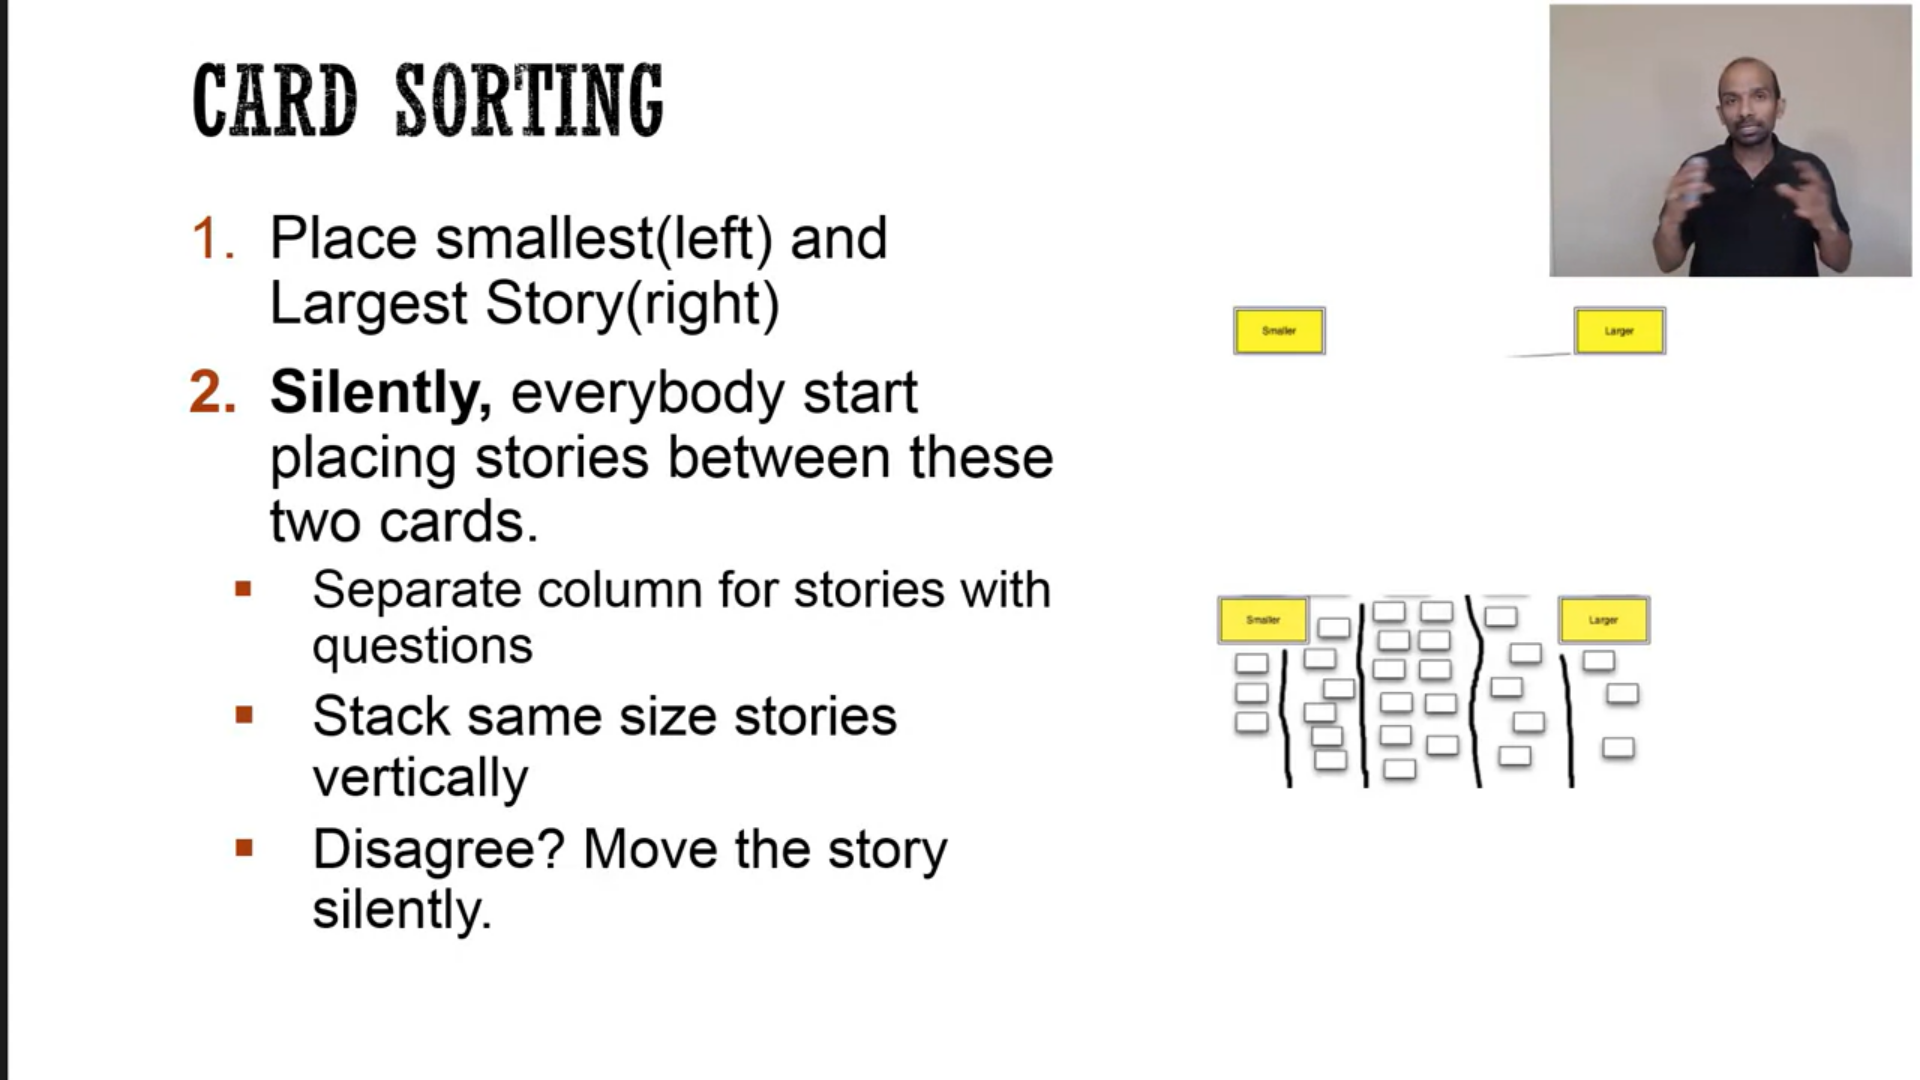 CARD SORTING
1. Place smallest(left) and
Largest Story(right)
2. Silently, everybody start
placing stories between these
two cards.
▪ Separate column for stories with
questions
▪ Stack same size stories
vertically
▪ Disagree? Move the story
silently.
Smaller
Larger
Smaller
Larger